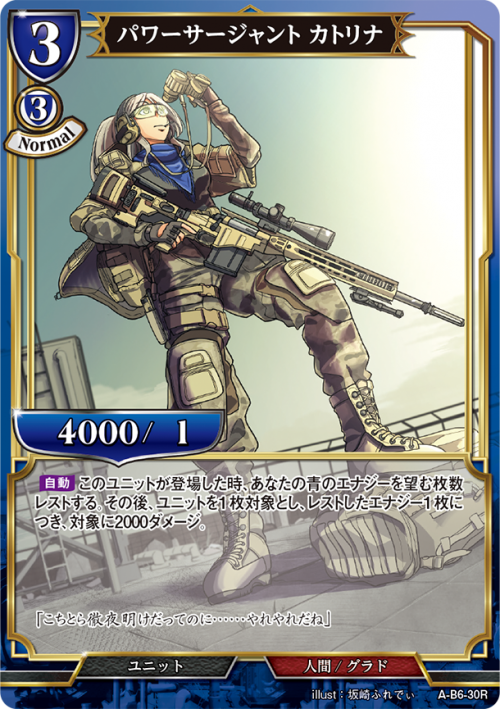 3
パワーサージャント カトリナ
3
Normal
4000/ 1
自動 このユニットが登場した時、あなたの青のエナジーを望む枚数
レストする。その後、ユニットを1枚対象とし、レストしたエナジー1枚に
つき、対象に2000ダメージ。
「こちとら徹夜明けだってのに……やれやれだね」
ユニット
人間 / グラド
illust：坂崎ふれでぃ
A-B6-30R